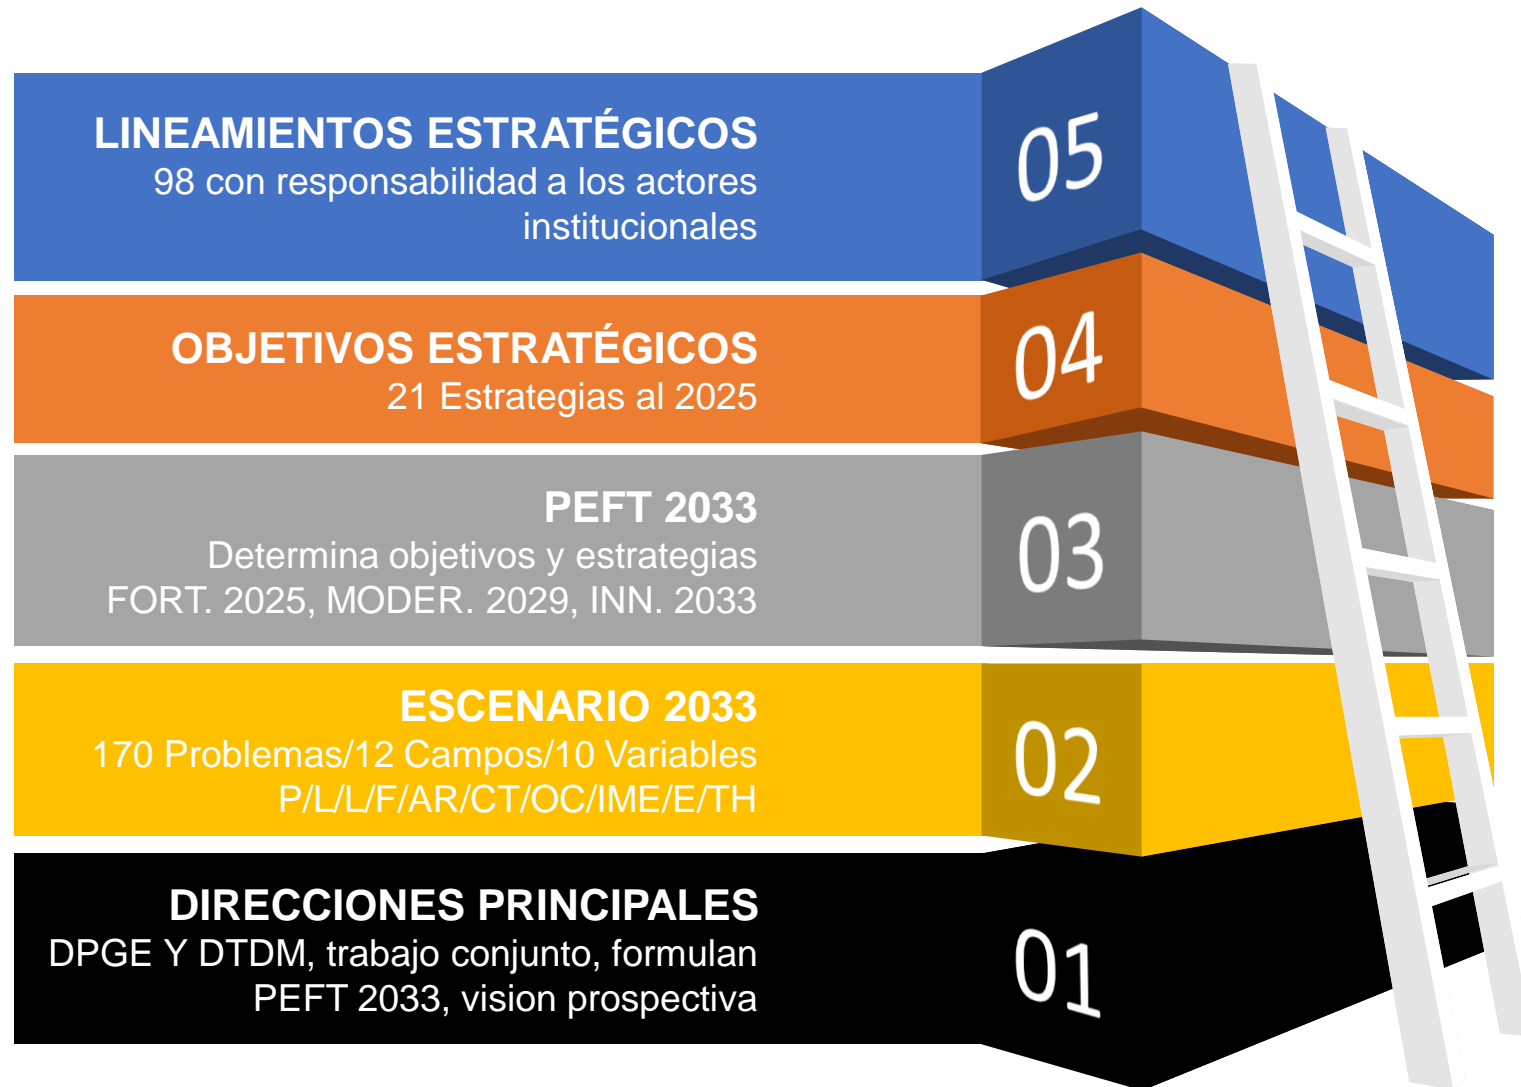 LINEAMIENTOS ESTRATÉGICOS
98 con responsabilidad a los actores
institucionales
05
OBJETIVOS ESTRATÉGICOS
21 Estrategias al 2025
04
PEFT 2033
Determina objetivos y estrategias
FORT. 2025, MODER. 2029, INN. 2033
03
ESCENARIO 2033
170 Problemas/12 Campos/10 Variables
P/L/L/F/AR/CT/OC/IME/E/TH
02
DIRECCIONES PRINCIPALES
DPGE Y DTDM, trabajo conjunto, formulan
PEFT 2033, vision prospectiva
01